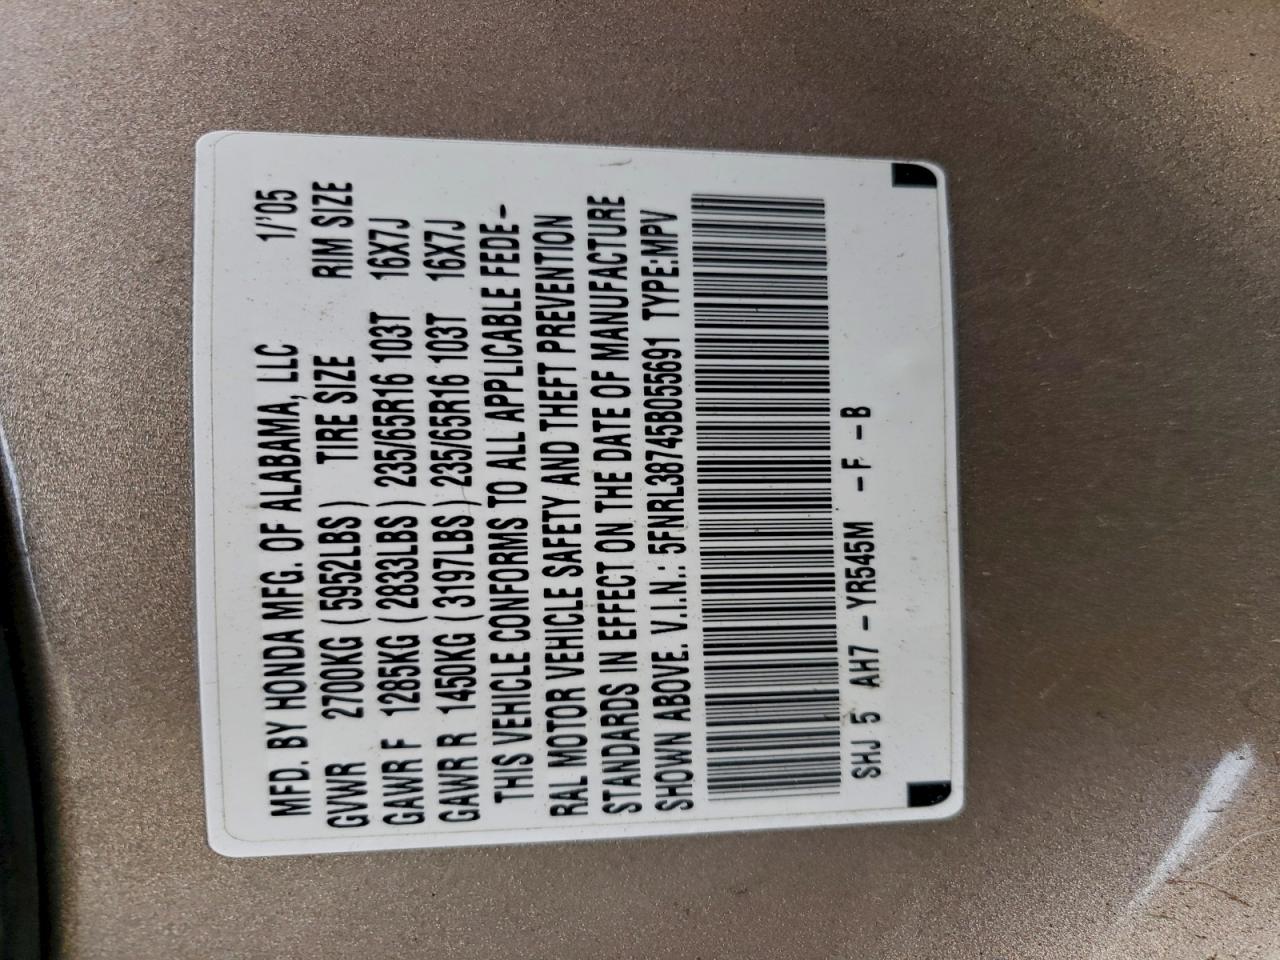 MFD. BY HONDA MFG. OF ALABAMA, LLC 1/'05
GVWR 2700KG (5952LBS) TIRE SIZE RIM SIZE
GAWR F 1285KG (2833LBS) 235/65R16 103T 16X7J
GAWR R 1450KG (3197LBS) 235/65R16 103T 16X7J
THIS VEHICLE CONFORMS TO ALL APPLICABLE FEDE-
RAL MOTOR VEHICLE SAFETY AND THEFT PREVENTION
STANDARDS IN EFFECT ON THE DATE OF MANUFACTURE
SHOWN ABOVE. V.I.N.: 5FNRL38745B055691 TYPE:MPV
SHJ 5 AH7 -YR545M -F -B